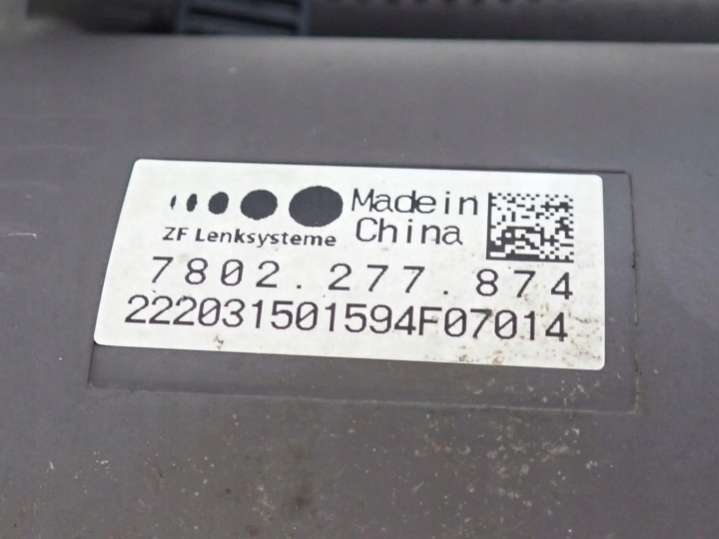 Made in
China
ZF Lenksysteme
7802.277.874
222031501594F07014